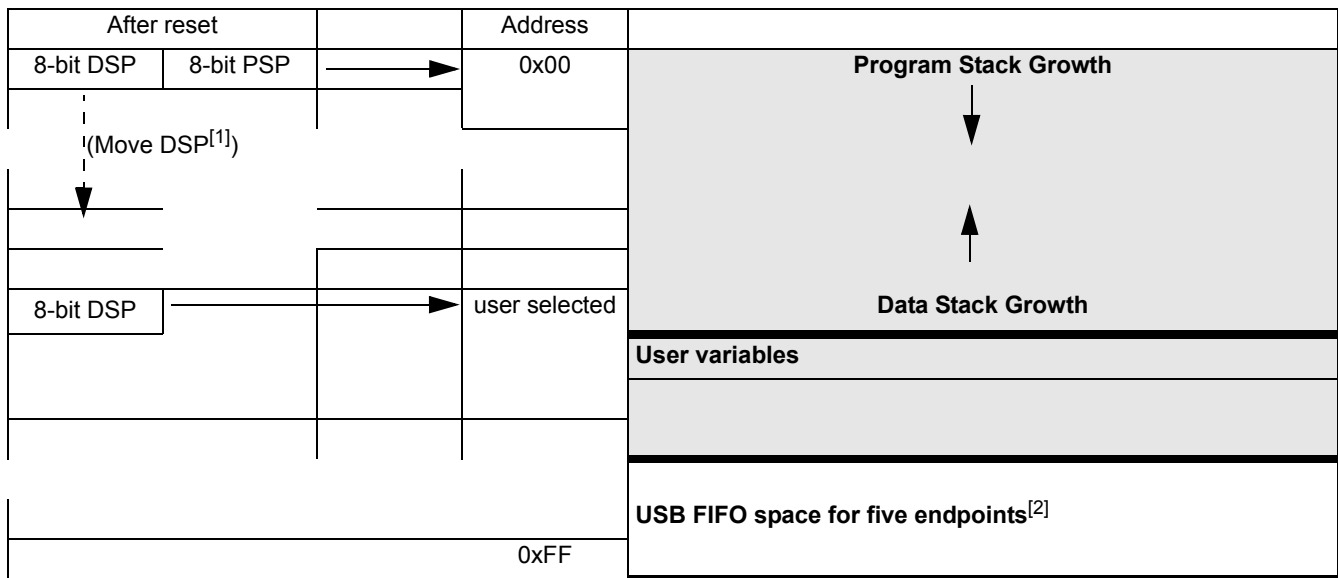 After reset Address
8-bit DSP 8-bit PSP 0x00 Program Stack Growth
(Move DSP[1])
8-bit DSP user selected Data Stack Growth
User variables
USB FIFO space for five endpoints[2]
0xFF